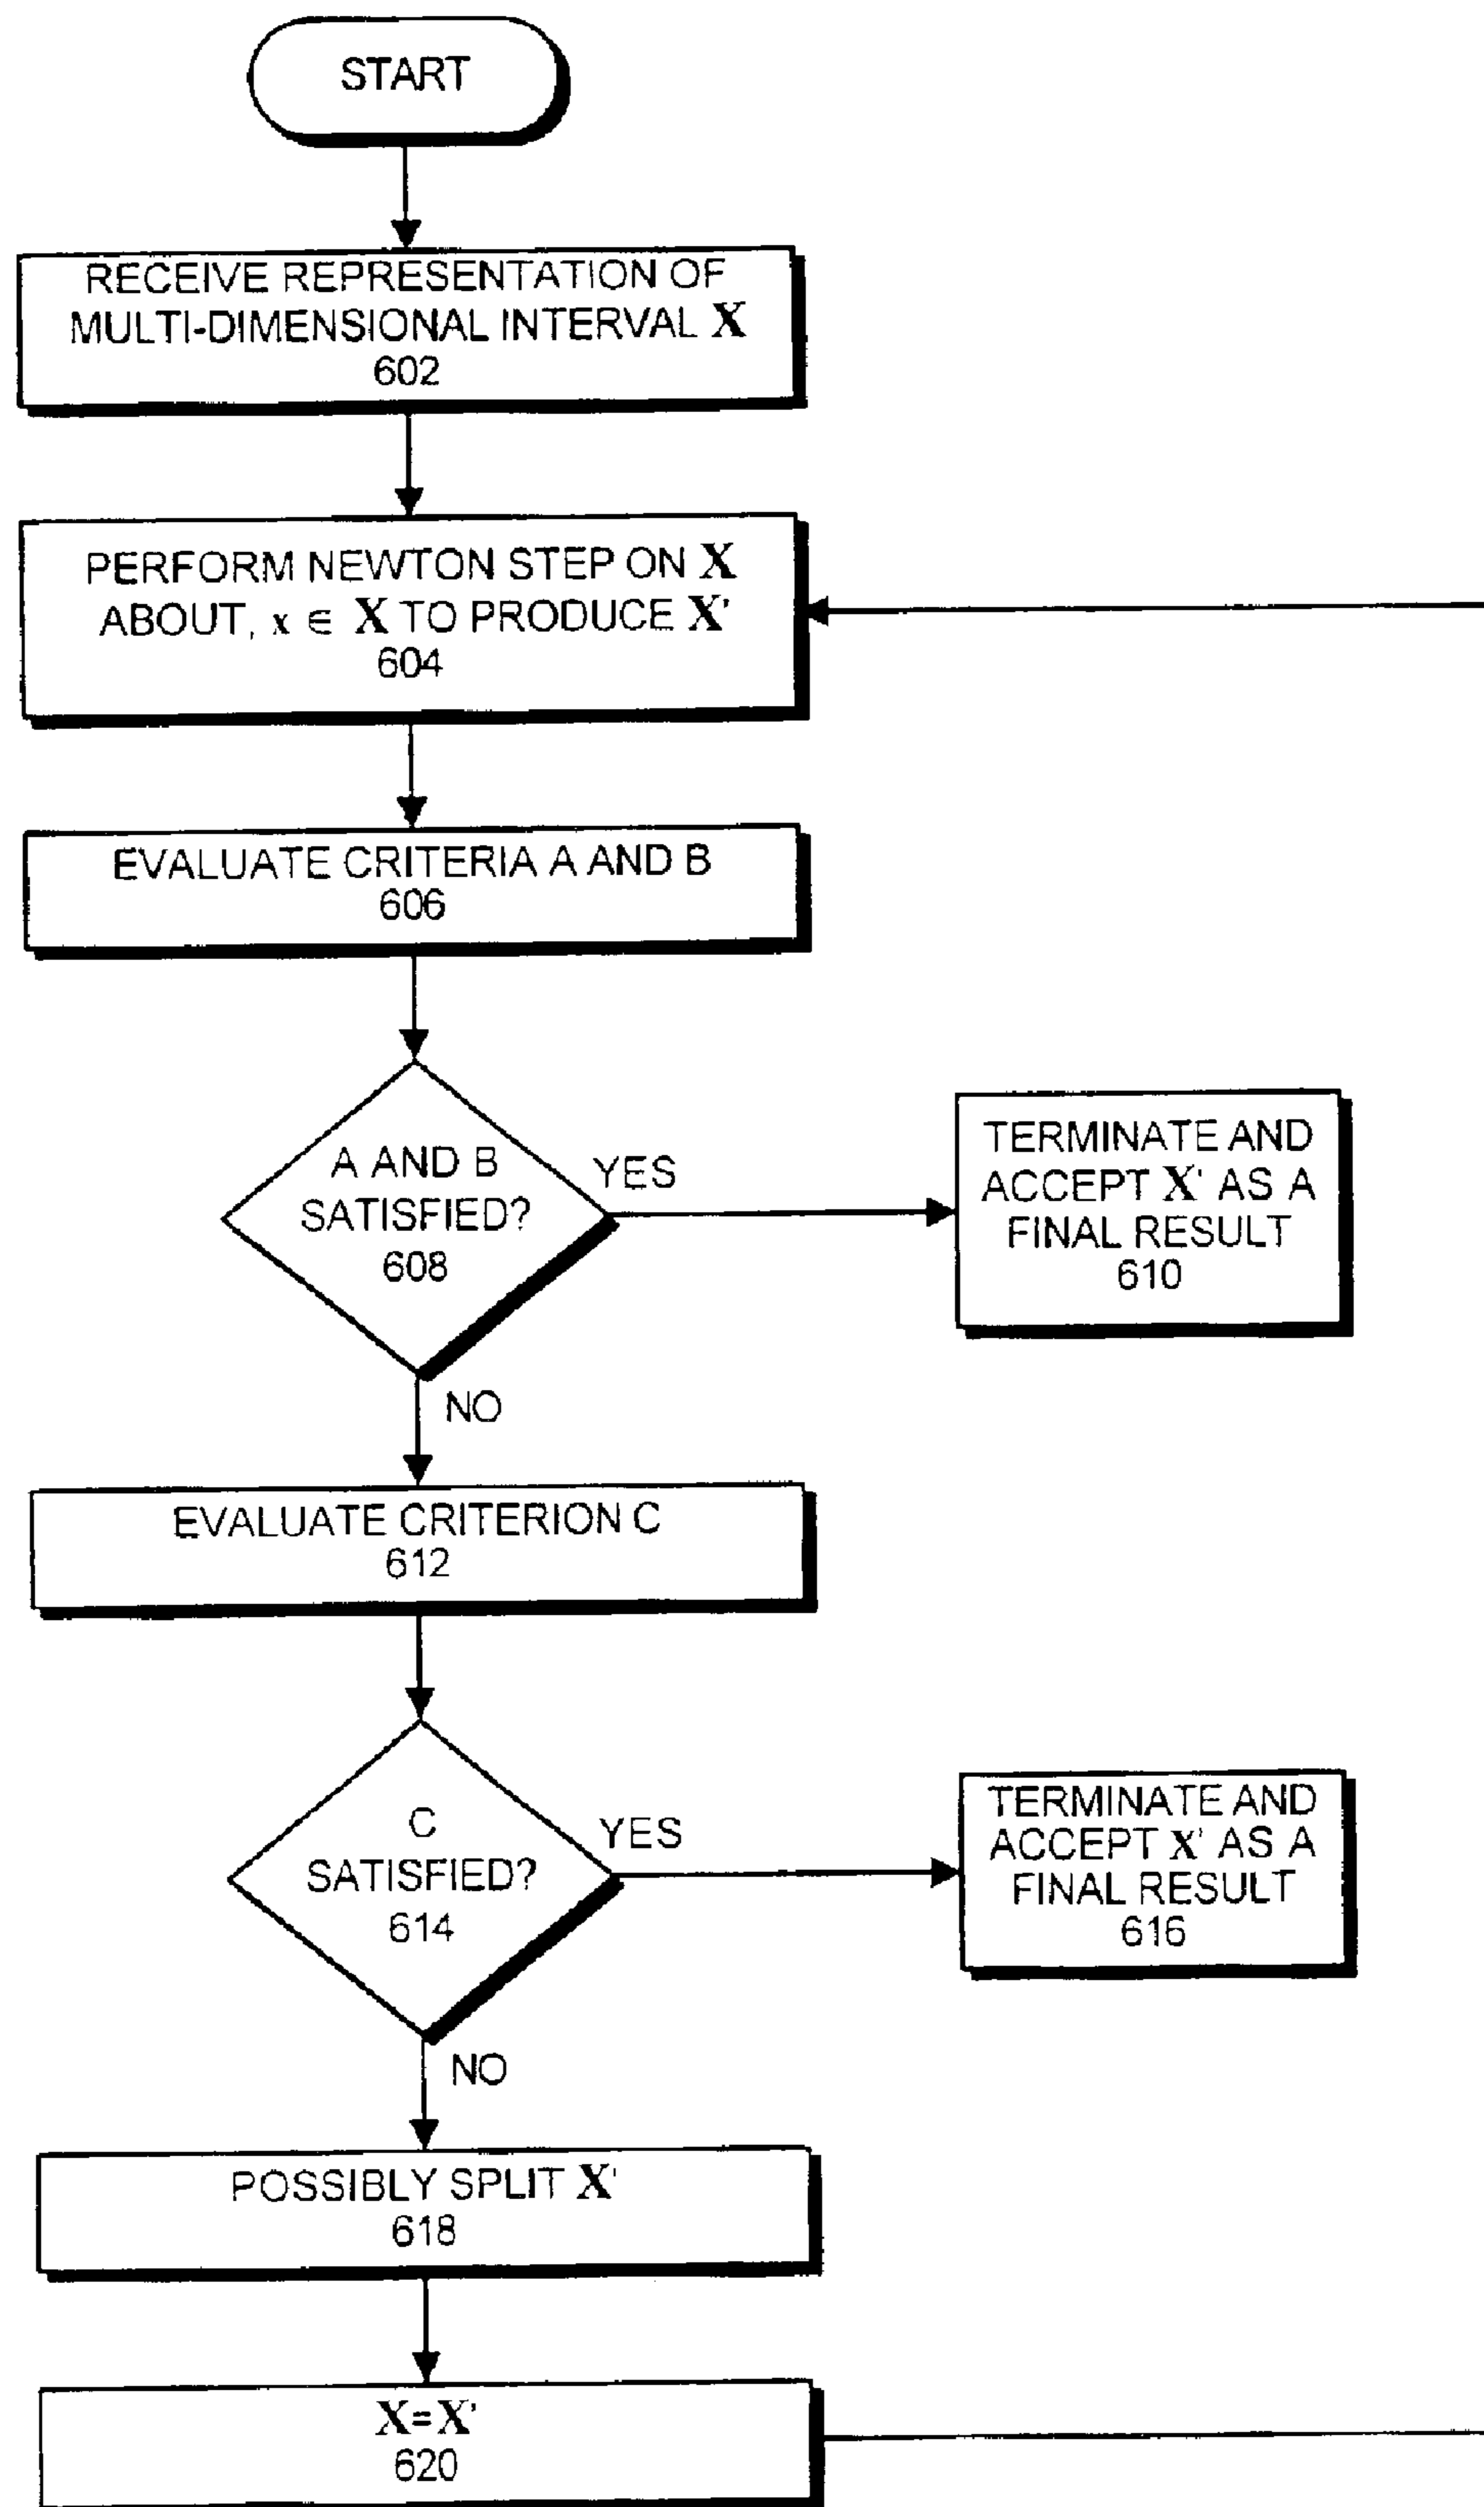 START
RECEIVE REPRESENTATION OF
MULTI-DIMENSIONAL INTERVAL X
602
PERFORM NEWTON STEP ON X
ABOUT, x ∈ X TO PRODUCE X'
604
EVALUATE CRITERIA A AND B
606
A AND B
SATISFIED?
608
YES
TERMINATE AND
ACCEPT X' AS A
FINAL RESULT
610
NO
EVALUATE CRITERION C
612
C
SATISFIED?
614
YES
TERMINATE AND
ACCEPT X' AS A
FINAL RESULT
616
NO
POSSIBLY SPLIT X'
618
X=X'
620